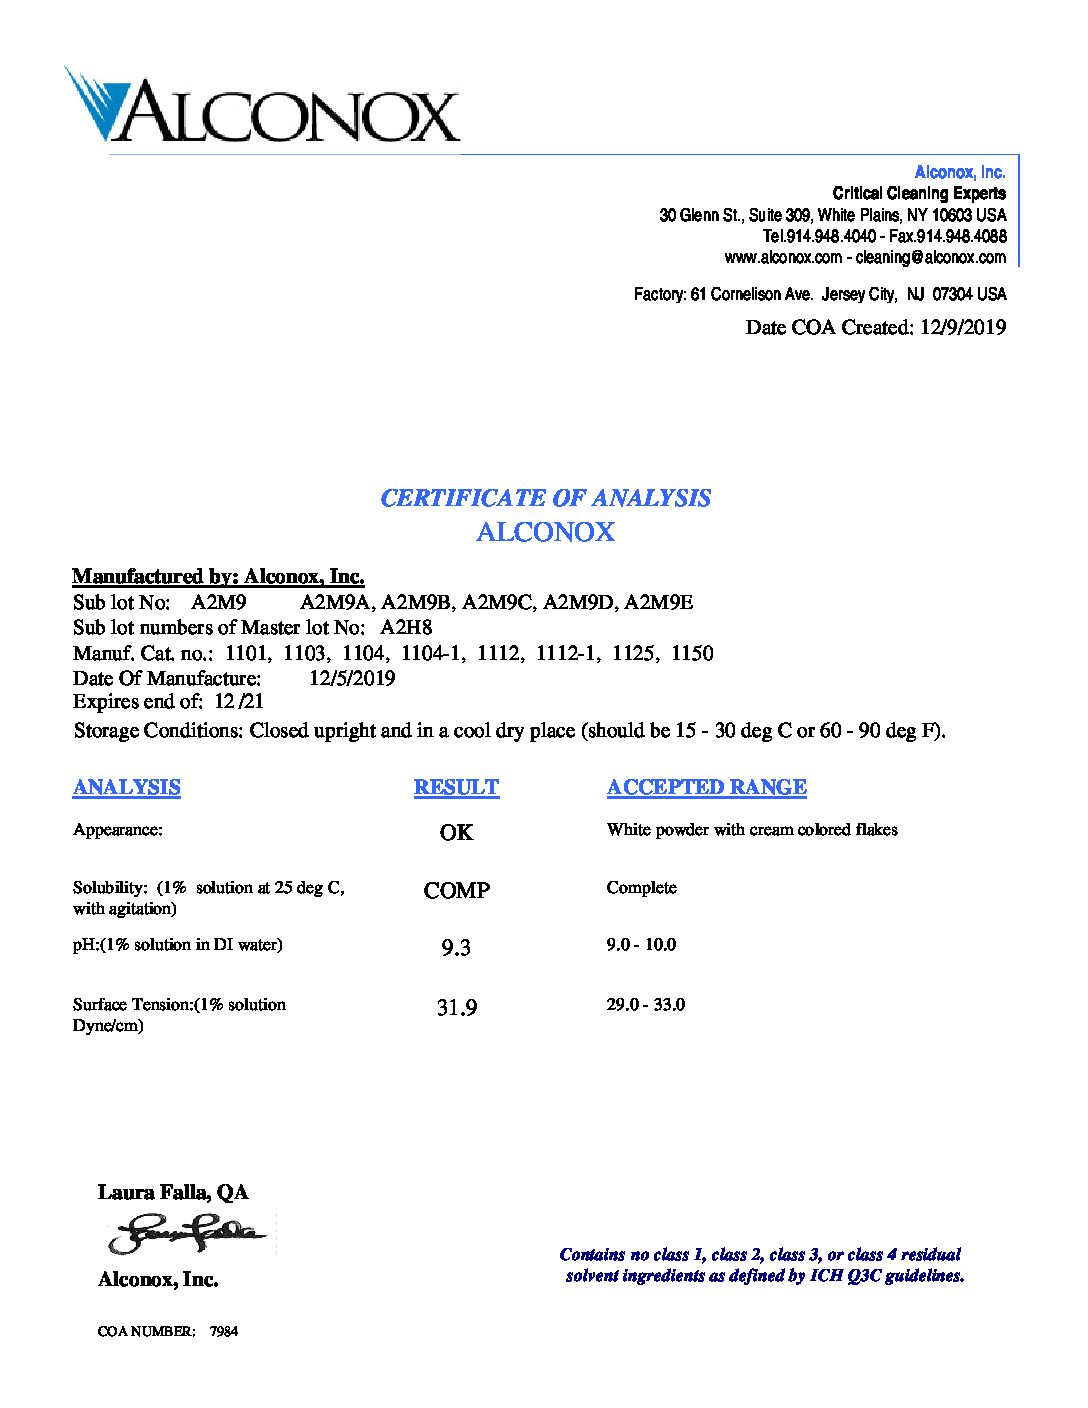 ALCONOX
Alconox, Inc.
Critical Cleaning Experts
30 Glenn St., Suite 309, White Plains, NY 10603 USA
Tel.914.948.4040 - Fax.914.948.4088
www.alconox.com - cleaning@alconox.com
Factory: 61 Cornelison Ave. Jersey City, NJ 07304 USA
Date COA Created: 12/9/2019
CERTIFICATE OF ANALYSIS
ALCONOX
Manufactured by: Alconox, Inc.
Sub lot No: A2M9 A2M9A, A2M9B, A2M9C, A2M9D, A2M9E
Sub lot numbers of Master lot No: A2H8
Manuf. Cat. no.: 1101, 1103, 1104, 1104-1, 1112, 1112-1, 1125, 1150
Date Of Manufacture: 12/5/2019
Expires end of: 12 /21
Storage Conditions: Closed upright and in a cool dry place (should be 15 - 30 deg C or 60 - 90 deg F).
ANALYSIS RESULT ACCEPTED RANGE
Appearance: OK White powder with cream colored flakes
Solubility: (1% solution at 25 deg C, COMP Complete
with agitation)
pH:(1% solution in DI water) 9.3 9.0 - 10.0
Surface Tension:(1% solution 31.9 29.0 - 33.0
Dyne/cm)
Laura Falla, QA
Laura Falla
Alconox, Inc.
Contains no class 1, class 2, class 3, or class 4 residual
solvent ingredients as defined by ICH Q3C guidelines.
COA NUMBER: 7984